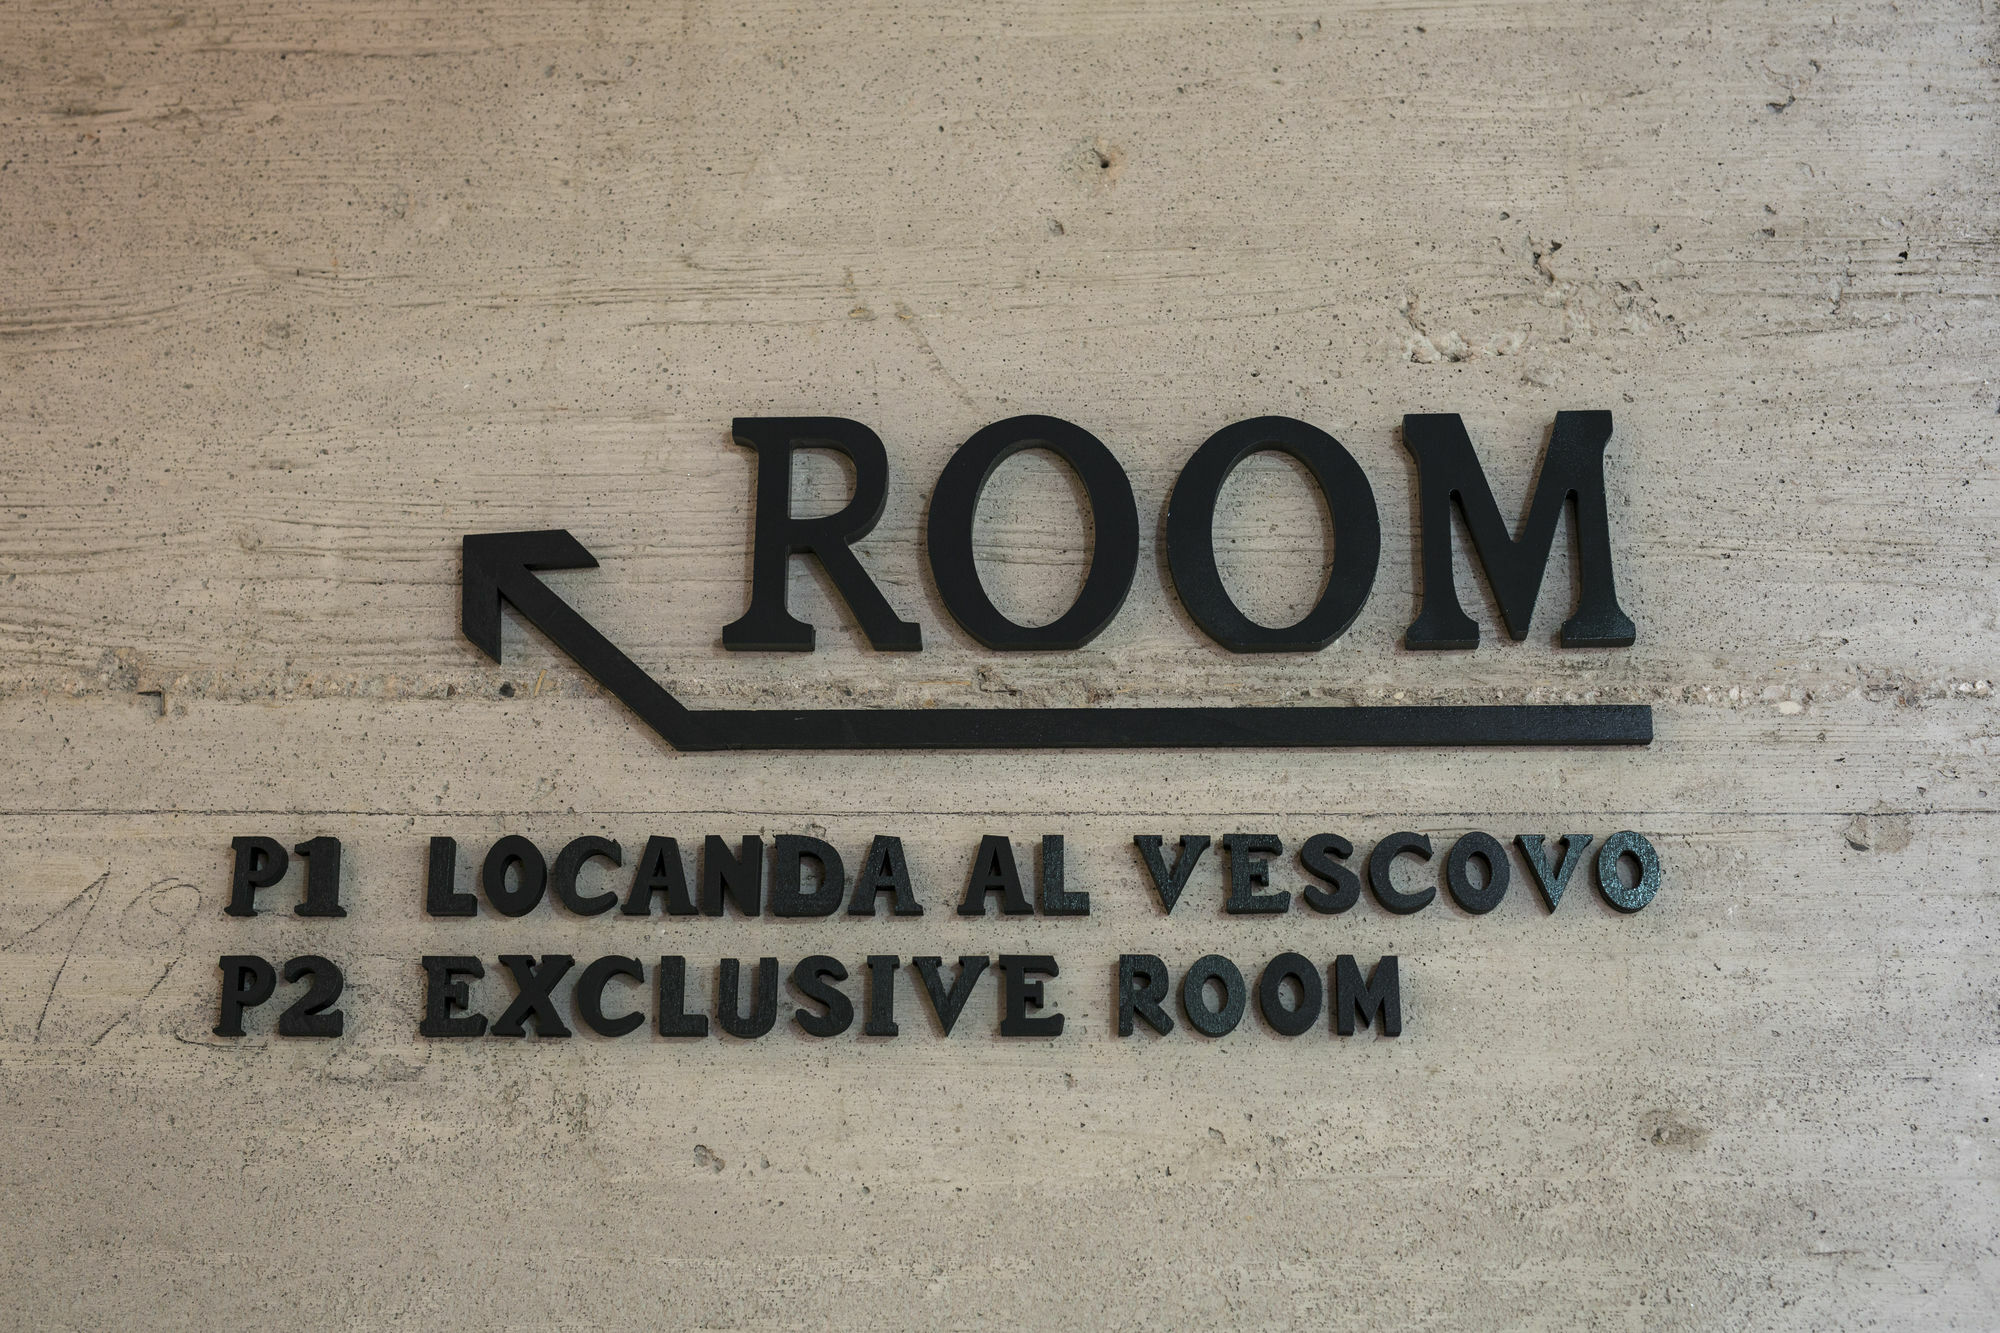 ROOM
P1 LOCANDA AL VESCOVO
P2 EXCLUSIVE ROOM